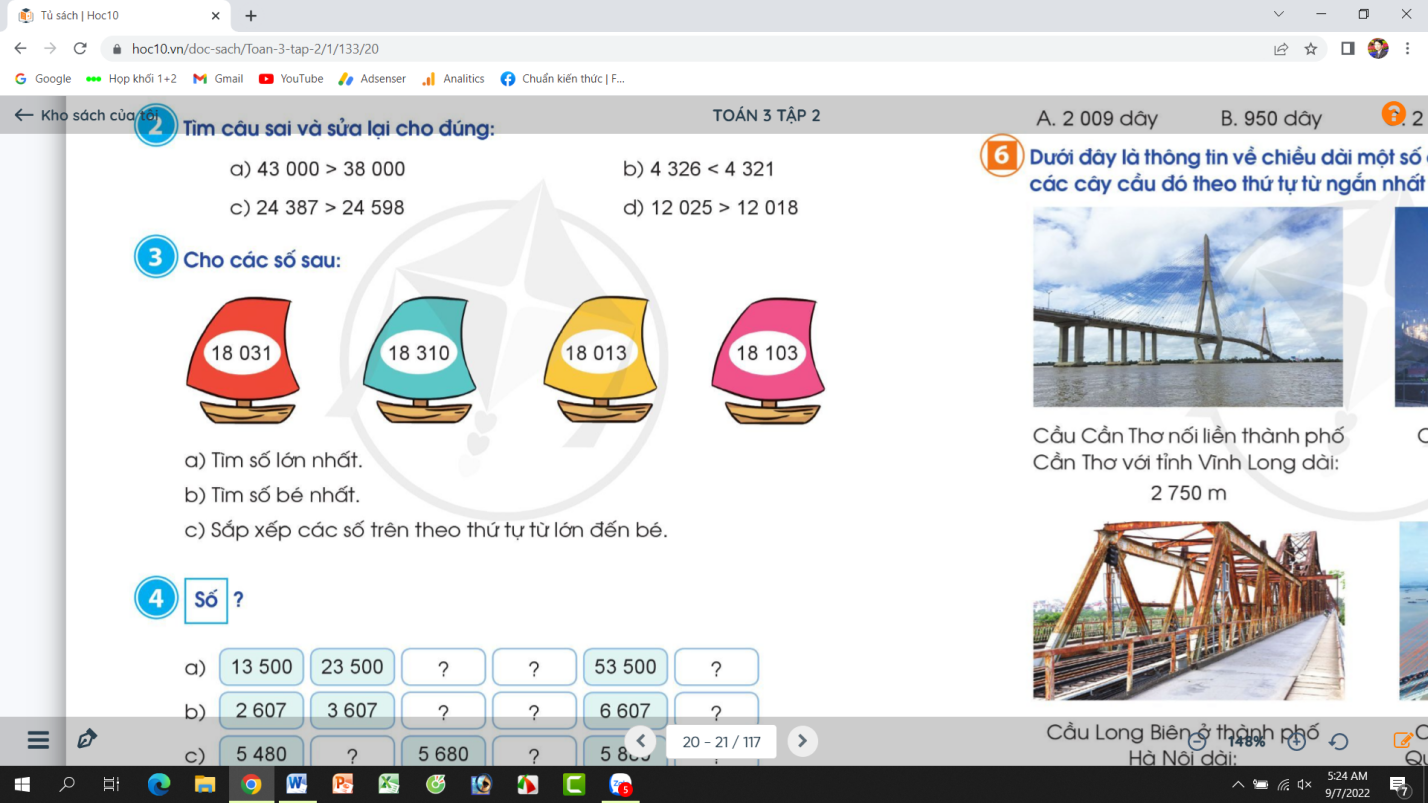 Tủ sách | Hoc10
hoc10.vn/doc-sach/Toan-3-tap-2/1/133/20
Google Họp khối 1+2 Gmail YouTube Adsenser Analitics Chuẩn kiến thức | F...
Kho sách của tôi
TOÁN 3 TẬP 2
2 Tìm câu sai và sửa lại cho đúng:
a) 43 000 > 38 000 b) 4 326 < 4 321
c) 24 387 > 24 598 d) 12 025 > 12 018
3 Cho các số sau:
18 031 18 310 18 013 18 103
a) Tìm số lớn nhất.
b) Tìm số bé nhất.
c) Sắp xếp các số trên theo thứ tự từ lớn đến bé.
4 Số ?
a) 13 500 23 500 ? ? 53 500 ?
b) 2 607 3 607 ? ? 6 607 ?
c) 5 480 ? 5 680 ?
A. 2 009 dây B. 950 dây
6 Dưới đây là thông tin về chiều dài một số
các cây cầu đó theo thứ tự từ ngắn nhất
Cầu Cần Thơ nối liền thành phố
Cần Thơ với tỉnh Vĩnh Long dài:
2 750 m
Cầu Long Biên ở thành phố
Hà Nội dài:
20 - 21 / 117
148%
5:24 AM
9/7/2022